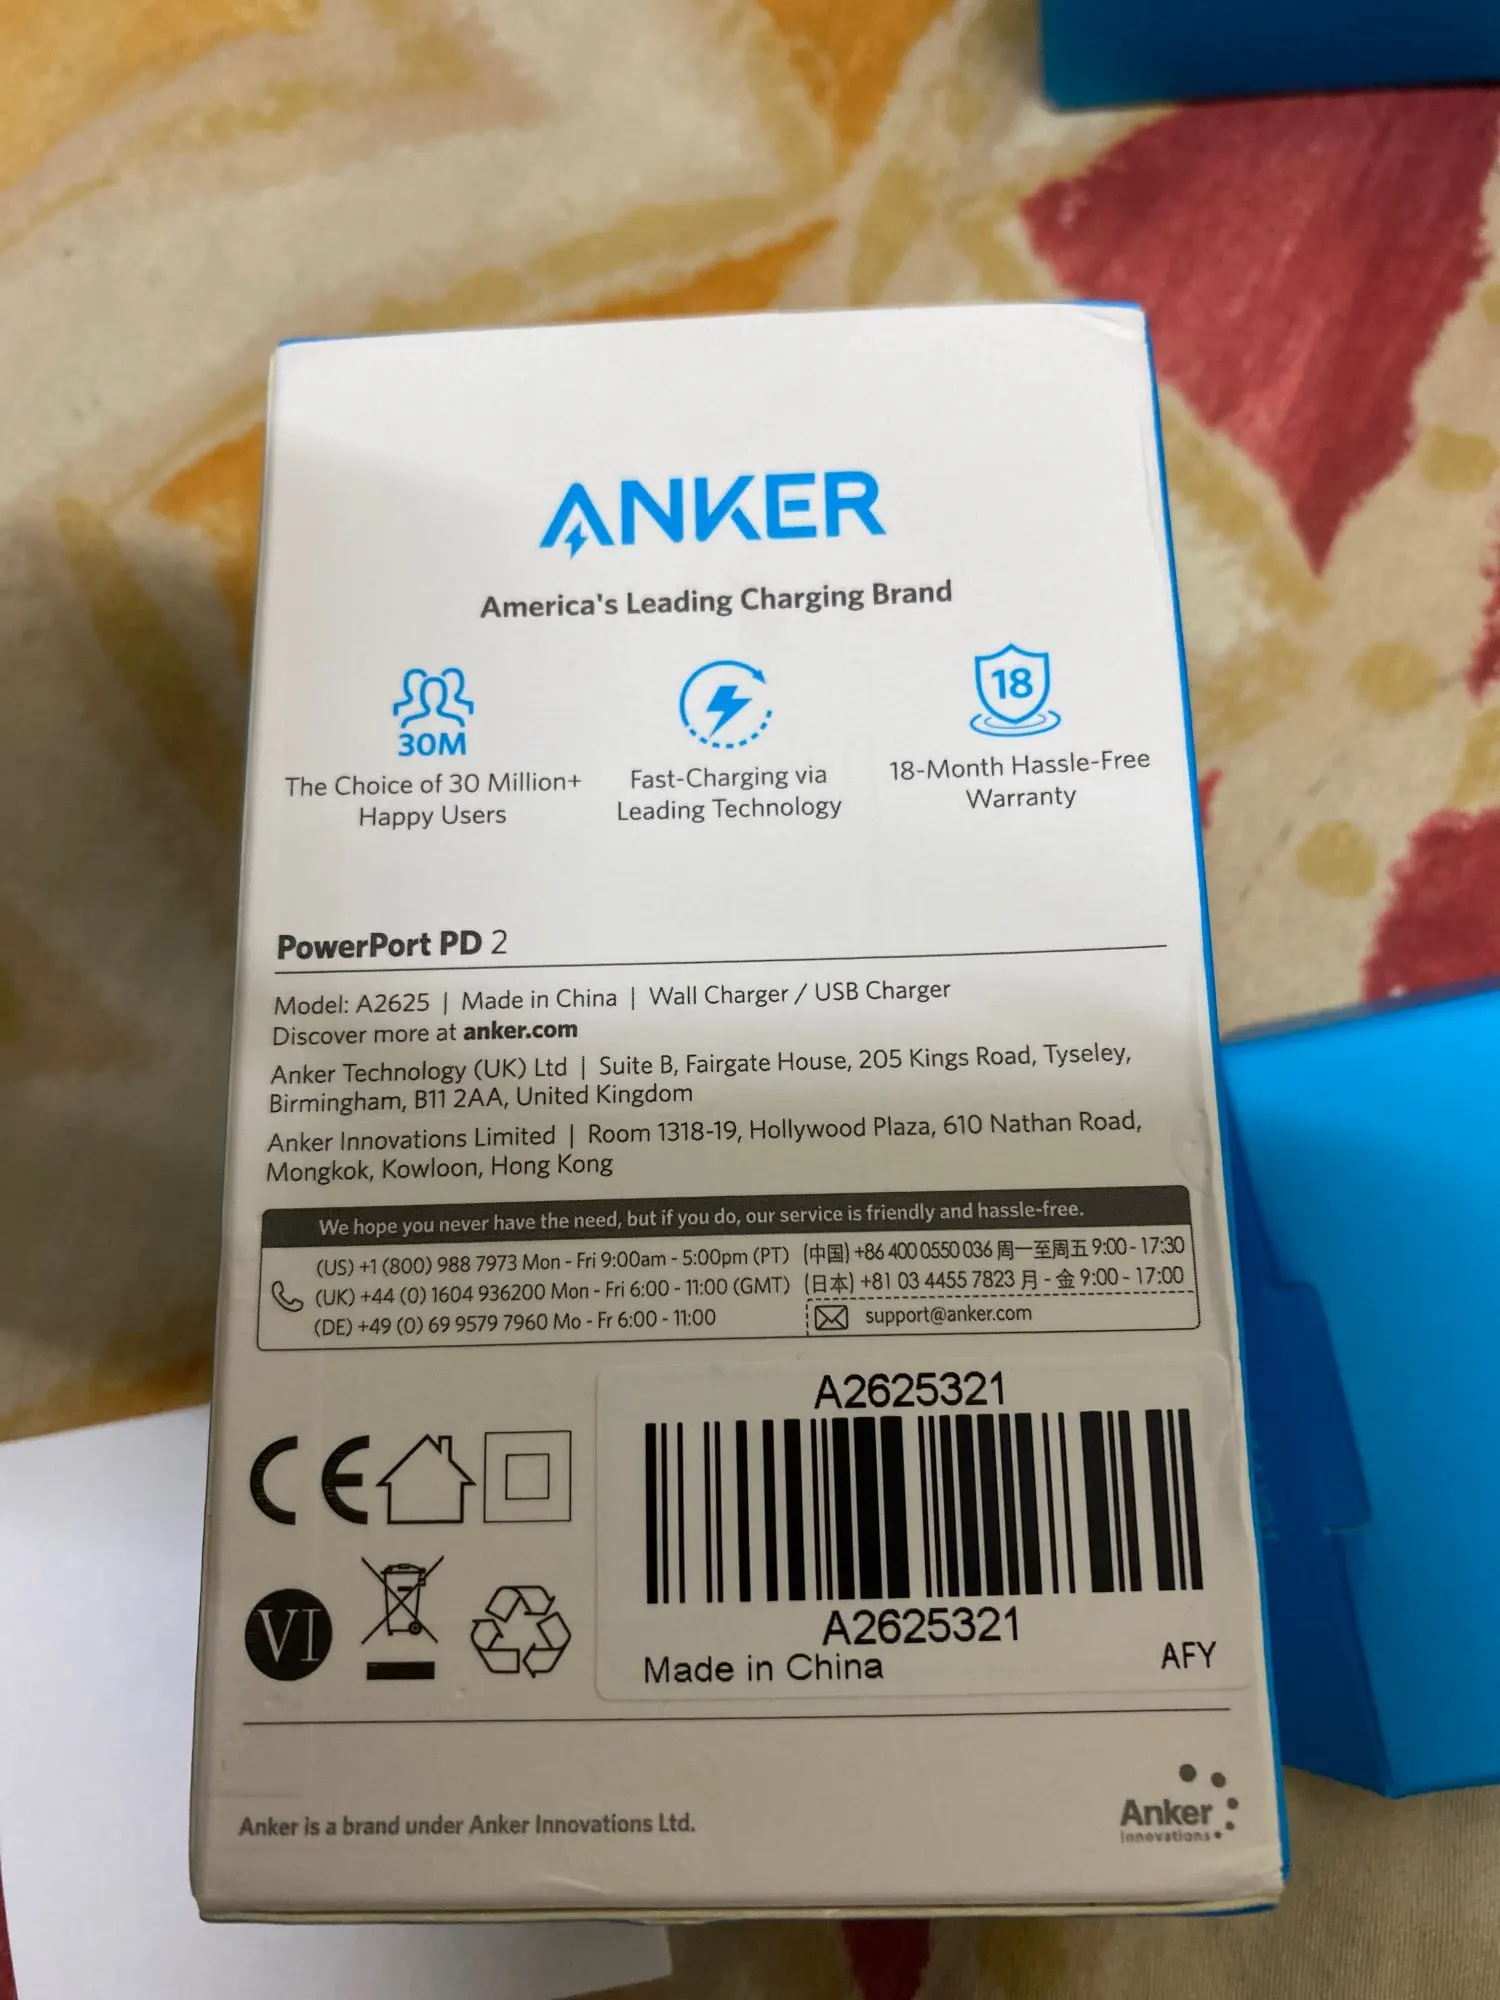 ANKER
America's Leading Charging Brand
30M
The Choice of 30 Million+
Happy Users
Fast-Charging via
Leading Technology
18
18-Month Hassle-Free
Warranty
PowerPort PD 2
Model: A2625 | Made in China | Wall Charger / USB Charger
Discover more at anker.com
Anker Technology (UK) Ltd | Suite B, Fairgate House, 205 Kings Road, Tyseley,
Birmingham, B11 2AA, United Kingdom
Anker Innovations Limited | Room 1318-19, Hollywood Plaza, 610 Nathan Road,
Mongkok, Kowloon, Hong Kong
We hope you never have the need, but if you do, our service is friendly and hassle-free.
(US) +1 (800) 988 7973 Mon - Fri 9:00am - 5:00pm (PT)
(UK) +44 (0) 1604 936200 Mon - Fri 6:00 - 11:00 (GMT)
(DE) +49 (0) 69 9579 7960 Mo - Fr 6:00 - 11:00
(中国) +86 400 0550 036 周一至周五 9:00 - 17:30
(日本) +81 03 4455 7823 月 - 金 9:00 - 17:00
support@anker.com
A2625321
A2625321
Made in China
AFY
CE
VI
Anker is a brand under Anker Innovations Ltd.
Anker
Innovations